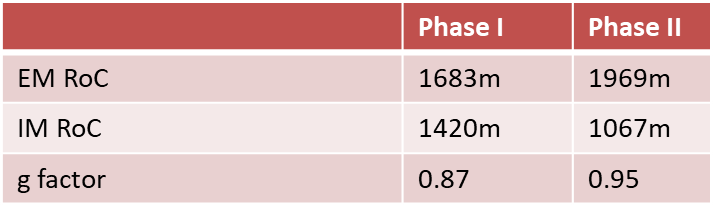 Phase I Phase II
EM RoC 1683m 1969m
IM RoC 1420m 1067m
g factor 0.87 0.95